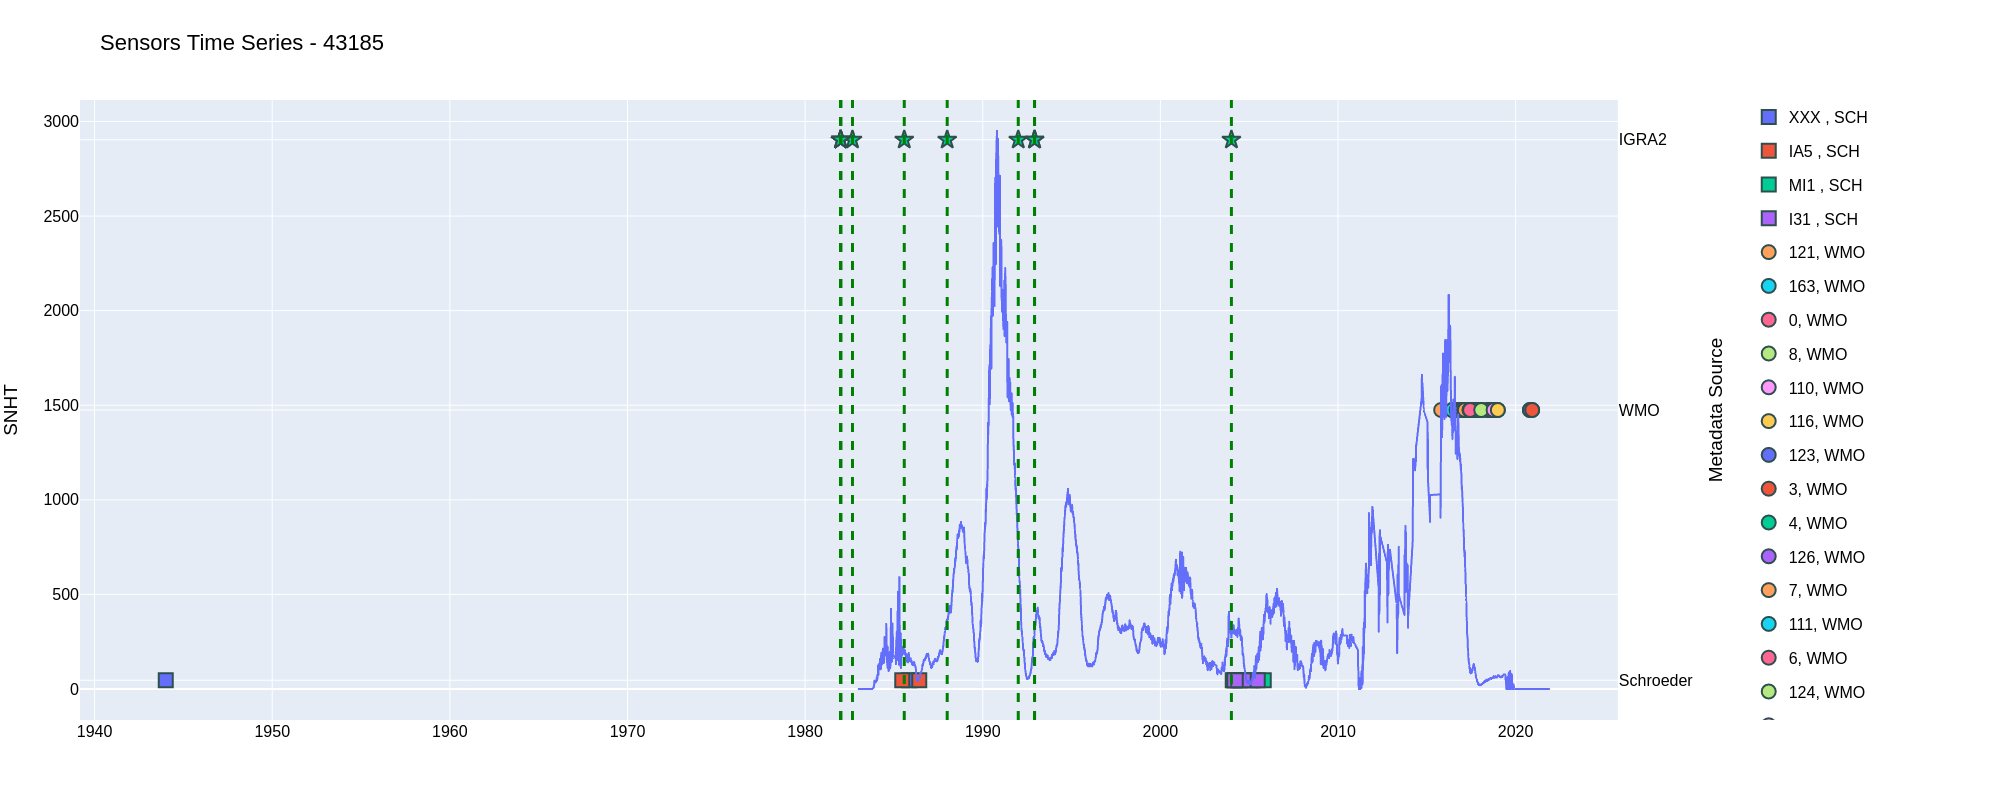 Sensors Time Series - 43185
3000
2500
2000
1500
1000
500
0
SNHT
1940
1950
1960
1970
1980
1990
2000
2010
2020
IGRA2
WMO
Schroeder
Metadata Source
XXX , SCH
IA5 , SCH
MI1 , SCH
I31 , SCH
121, WMO
163, WMO
0, WMO
8, WMO
110, WMO
116, WMO
123, WMO
3, WMO
4, WMO
126, WMO
7, WMO
111, WMO
6, WMO
124, WMO